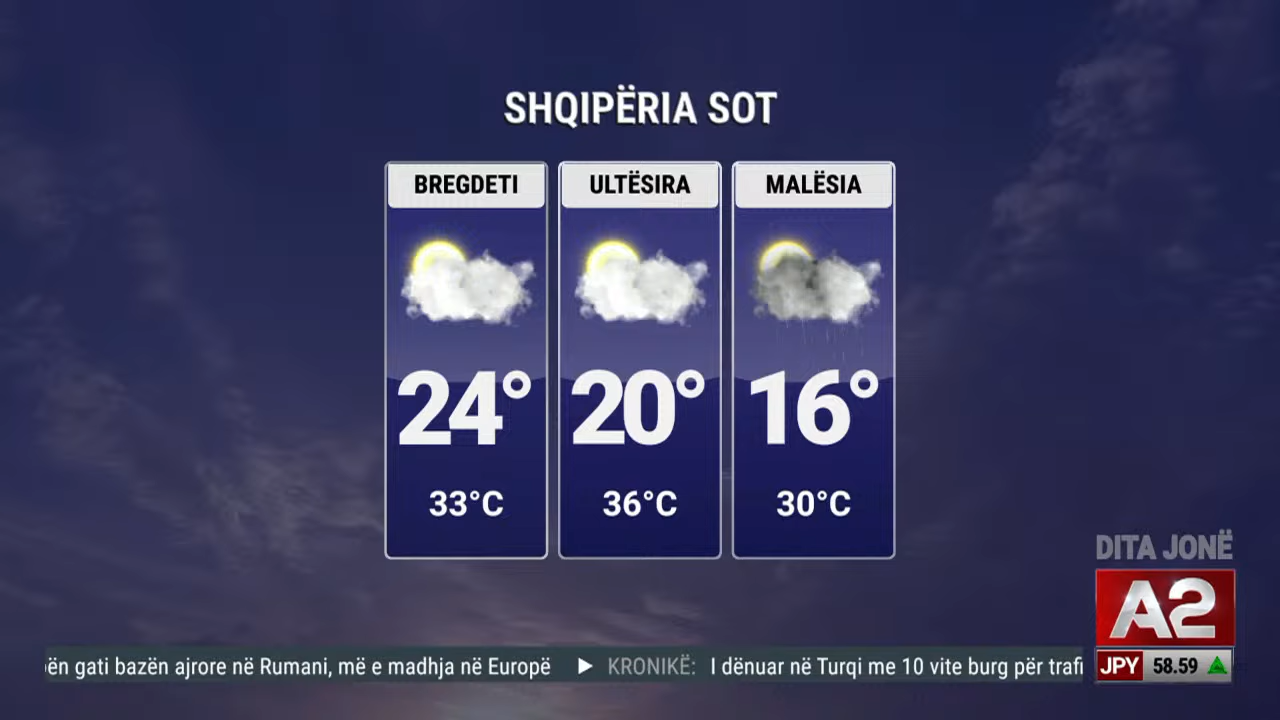 SHQIPËRIA SOT
BREGDETI
ULTËSIRA
MALËSIA
24°
20°
16°
33°C
36°C
30°C
DITA JONË
A2
gati bazën ajrore në Rumani, më e madhja në Europë ▶ KRONIKË: I dënuar në Turqi me 10 vite burg për
JPY 58.59